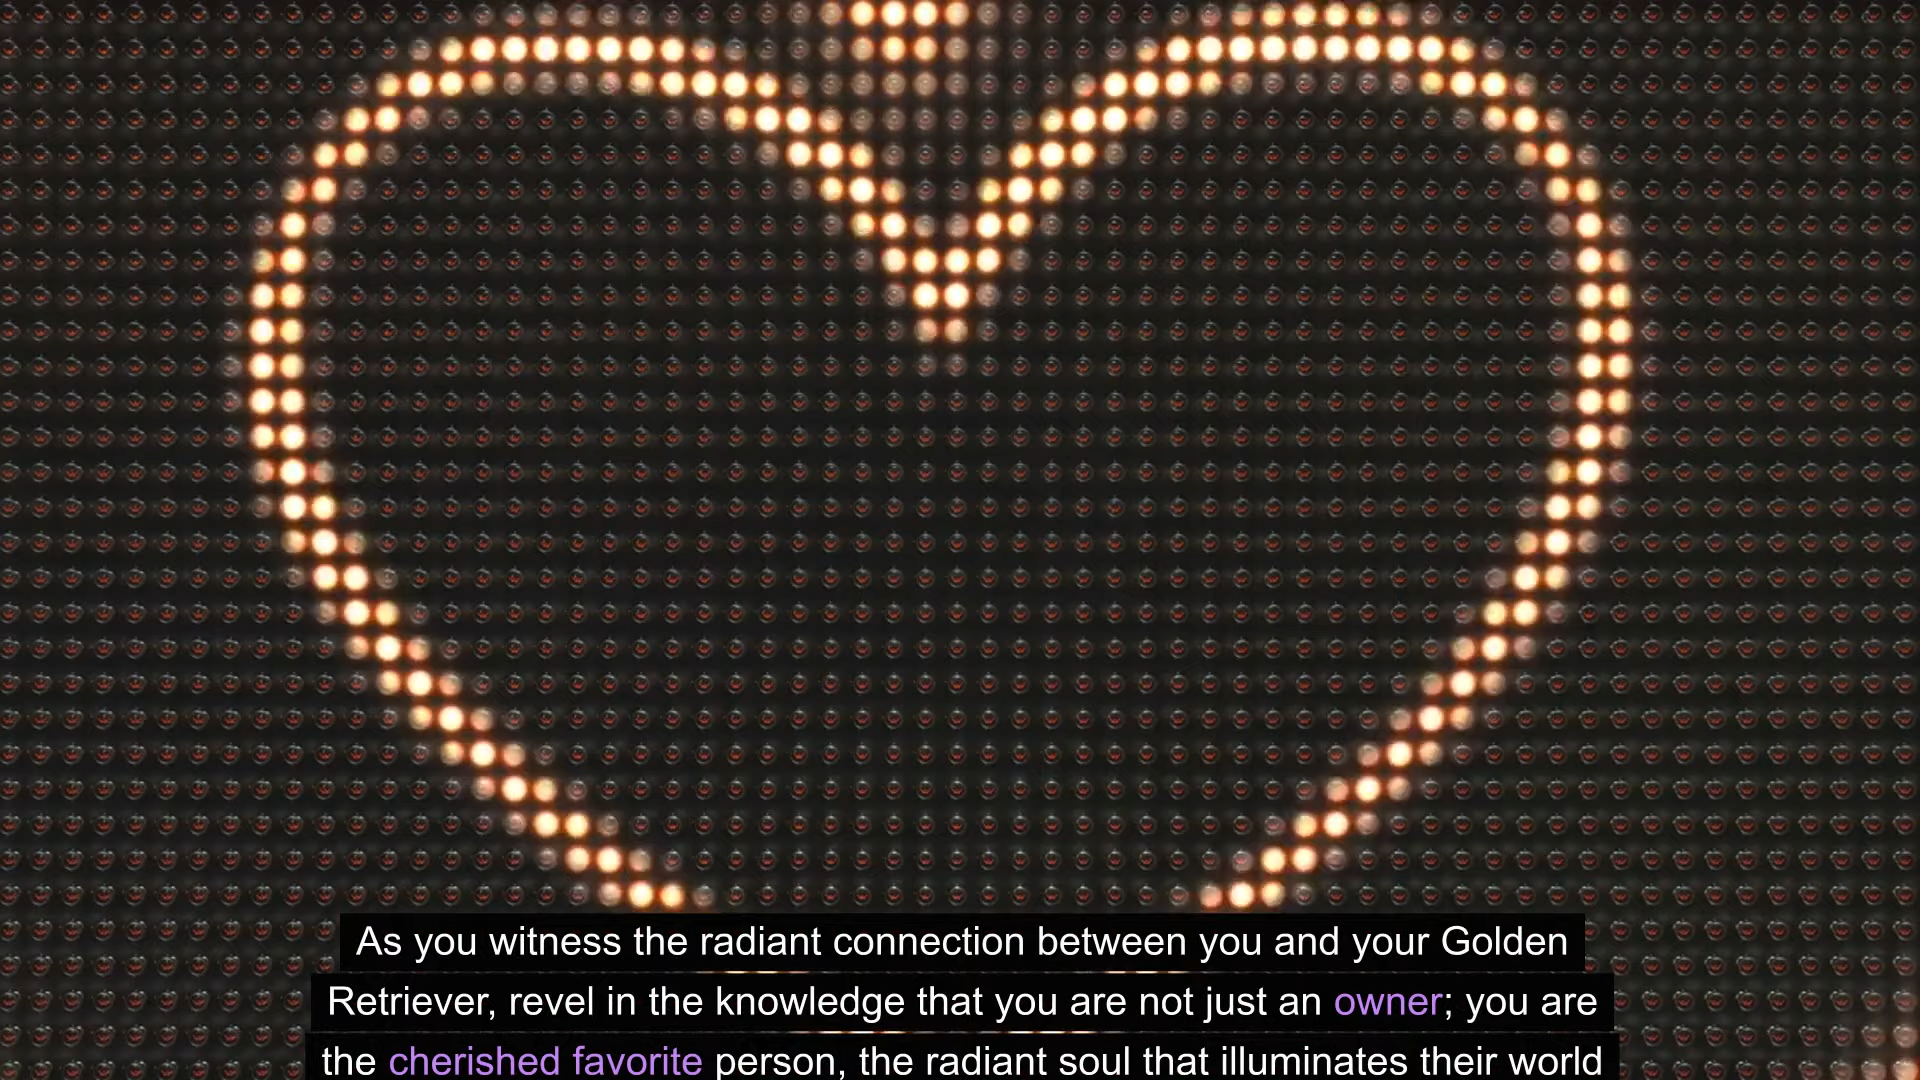 As you witness the radiant connection between you and your Golden
Retriever, revel in the knowledge that you are not just an owner; you are
the cherished favorite person, the radiant soul that illuminates their world